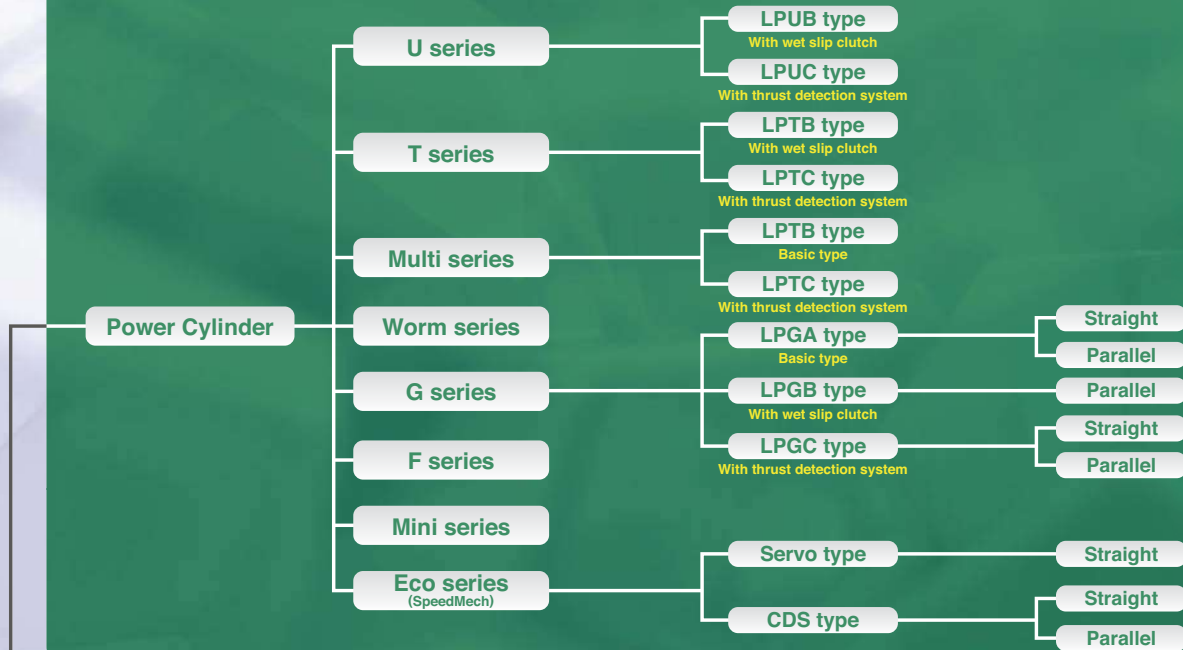 Power Cylinder
U series
LPUB type
With wet slip clutch
LPUC type
With thrust detection system
T series
LPTB type
With wet slip clutch
LPTC type
With thrust detection system
Multi series
LPTB type
Basic type
LPTC type
With thrust detection system
Worm series
G series
LPGA type
Basic type
Straight
Parallel
LPGB type
With wet slip clutch
Parallel
LPGC type
With thrust detection system
Straight
Parallel
F series
Mini series
Eco series
(SpeedMech)
Servo type
Straight
CDS type
Straight
Parallel